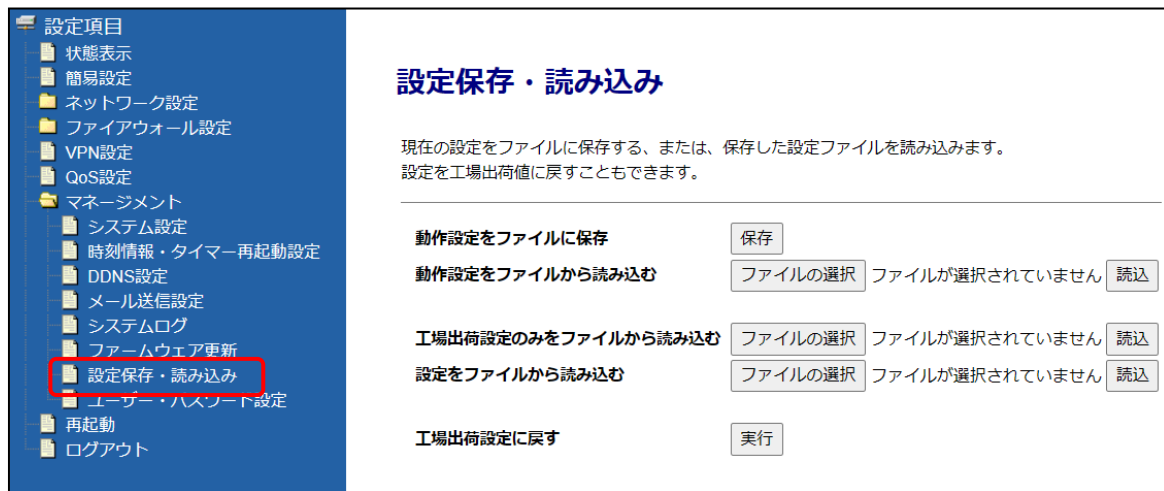 設定項目
状態表示
簡易設定
ネットワーク設定
ファイアウォール設定
VPN設定
QoS設定
マネージメント
システム設定
時刻情報・タイマー再起動設定
DDNS設定
メール送信設定
システムログ
ファームウェア更新
設定保存・読み込み
ユーザー・パスワード設定
再起動
ログアウト
設定保存・読み込み
現在の設定をファイルに保存する、または、保存した設定ファイルを読み込みます。
設定を工場出荷値に戻すこともできます。
動作設定をファイルに保存 保存
動作設定をファイルから読み込む ファイルの選択 ファイルが選択されていません 読込
工場出荷設定のみをファイルから読み込む ファイルの選択 ファイルが選択されていません 読込
設定をファイルから読み込む ファイルの選択 ファイルが選択されていません 読込
工場出荷設定に戻す 実行